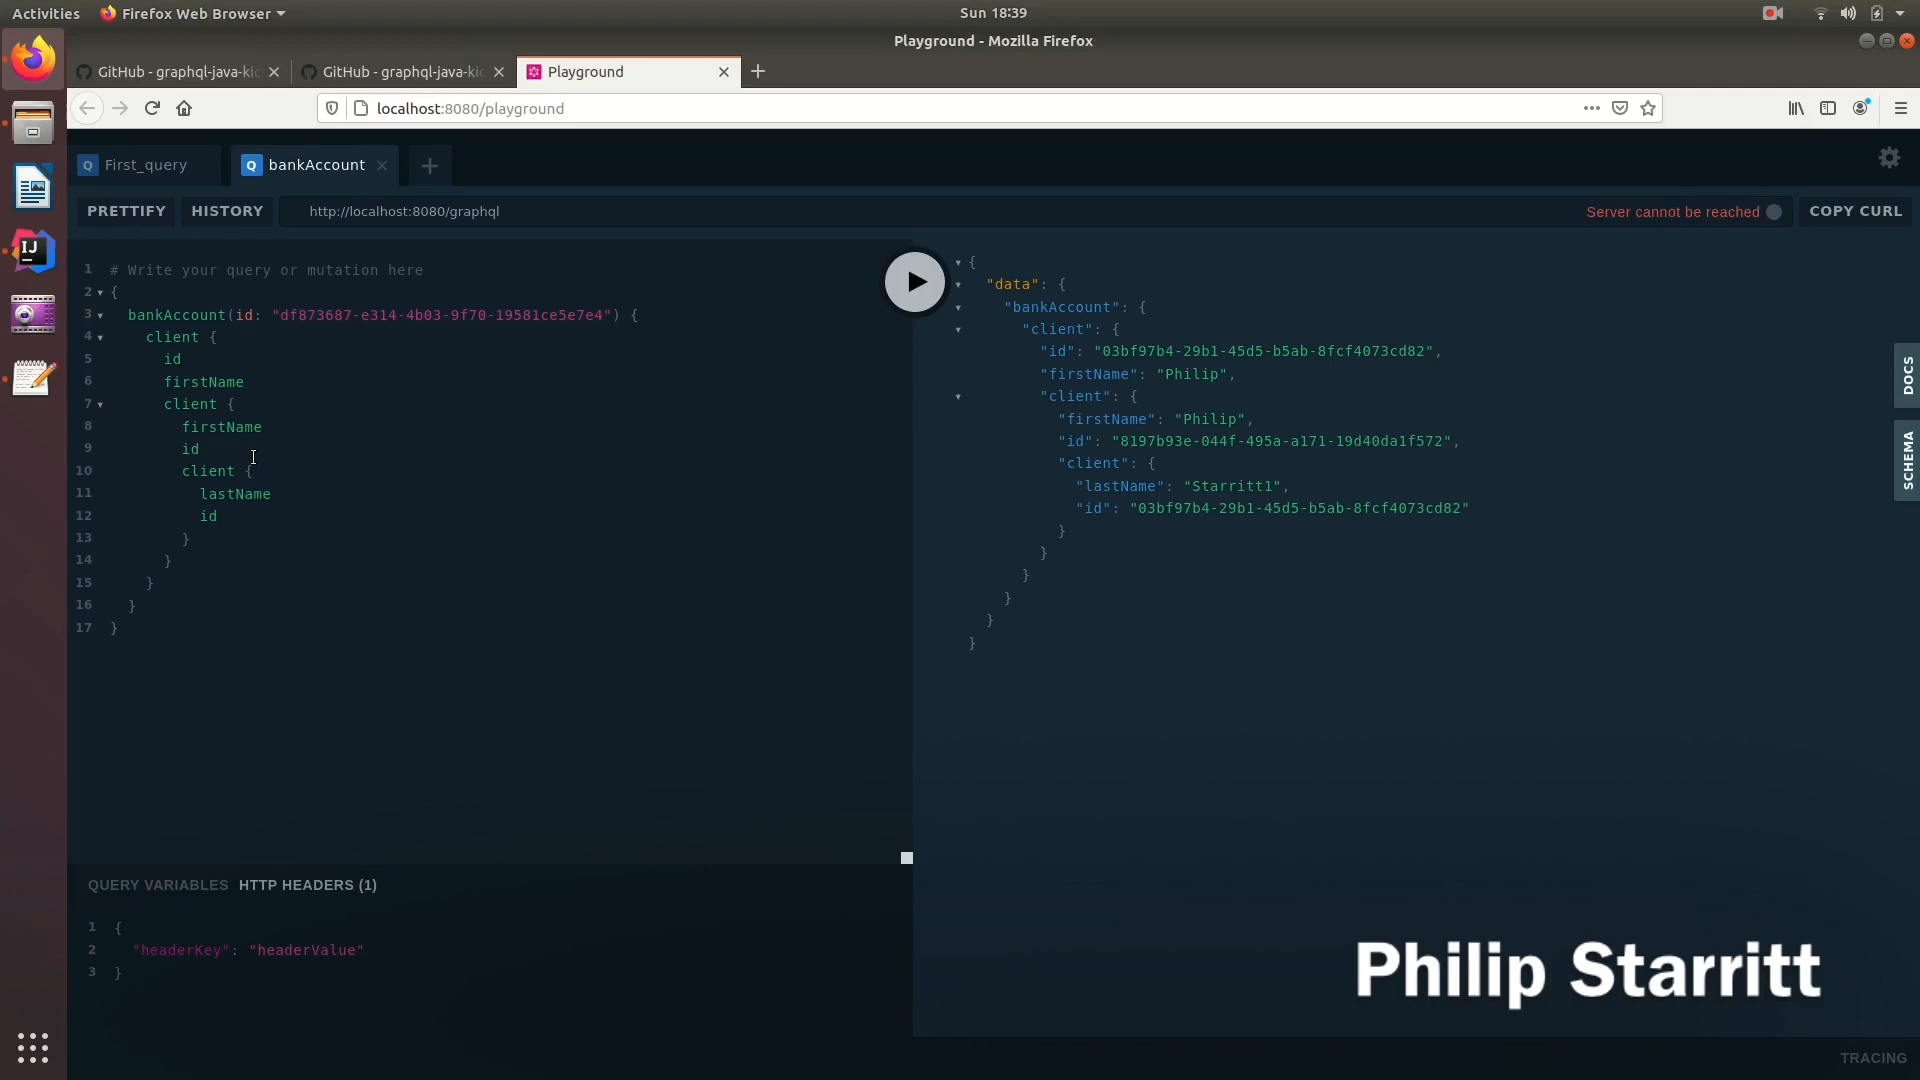 Activities Firefox Web Browser Sun 18:39
Playground - Mozilla Firefox
GitHub - graphql-java-kic GitHub - graphql-java-kic Playground
localhost:8080/playground
Q First_query Q bankAccount
PRETTIFY HISTORY http://localhost:8080/graphql Server cannot be reached COPY CURL
1 # Write your query or mutation here
2 {
3 bankAccount(id: "df873687-e314-4b03-9f70-19581ce5e7e4") {
4 client {
5 id
6 firstName
7 client {
8 firstName
9 id
10 client {
11 lastName
12 id
13 }
14 }
15 }
16 }
17 }
{
"data": {
"bankAccount": {
"client": {
"id": "03bf97b4-29b1-45d5-b5ab-8fcf4073cd82",
"firstName": "Philip",
"client": {
"firstName": "Philip",
"id": "8197b93e-044f-495a-a171-19d40da1f572",
"client": {
"lastName": "Starritt1",
"id": "03bf97b4-29b1-45d5-b5ab-8fcf4073cd82"
}
}
}
}
}
}
DOCS
SCHEMA
QUERY VARIABLES HTTP HEADERS (1)
1 {
2 "headerKey": "headerValue"
3 }
Philip Starritt
TRACING
IJ